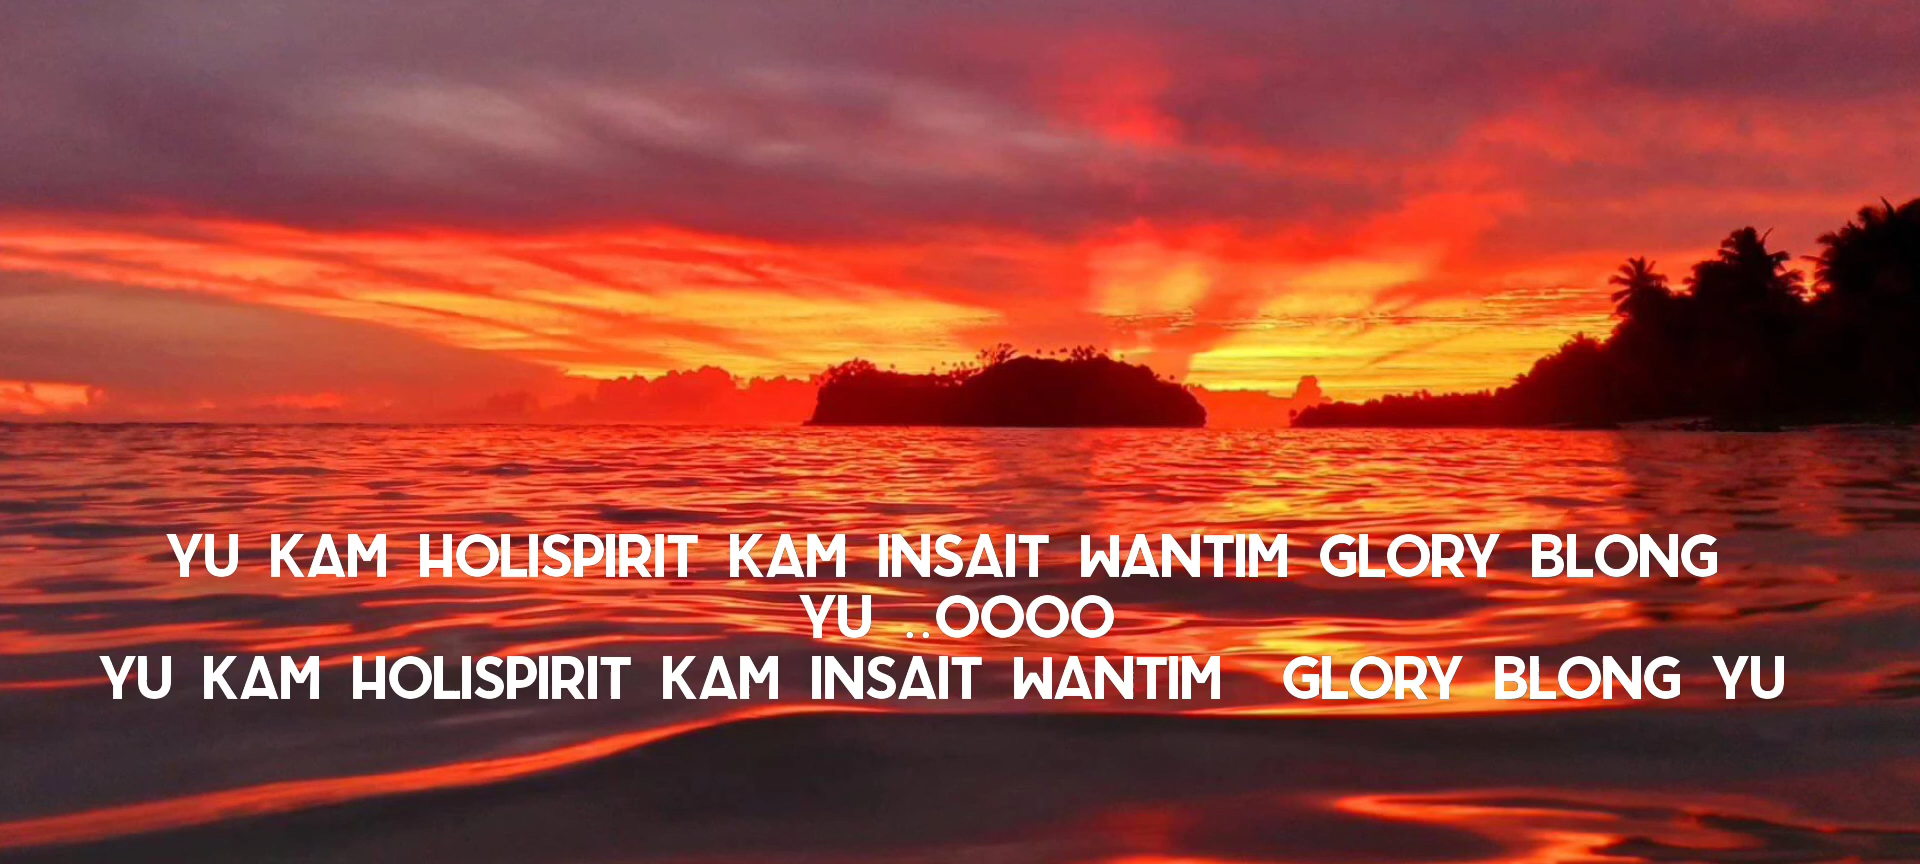 YU KAM HOLISPIRIT KAM INSAIT WANTIM GLORY BLONG
YU ..OOOO
YU KAM HOLISPIRIT KAM INSAIT WANTIM GLORY BLONG YU